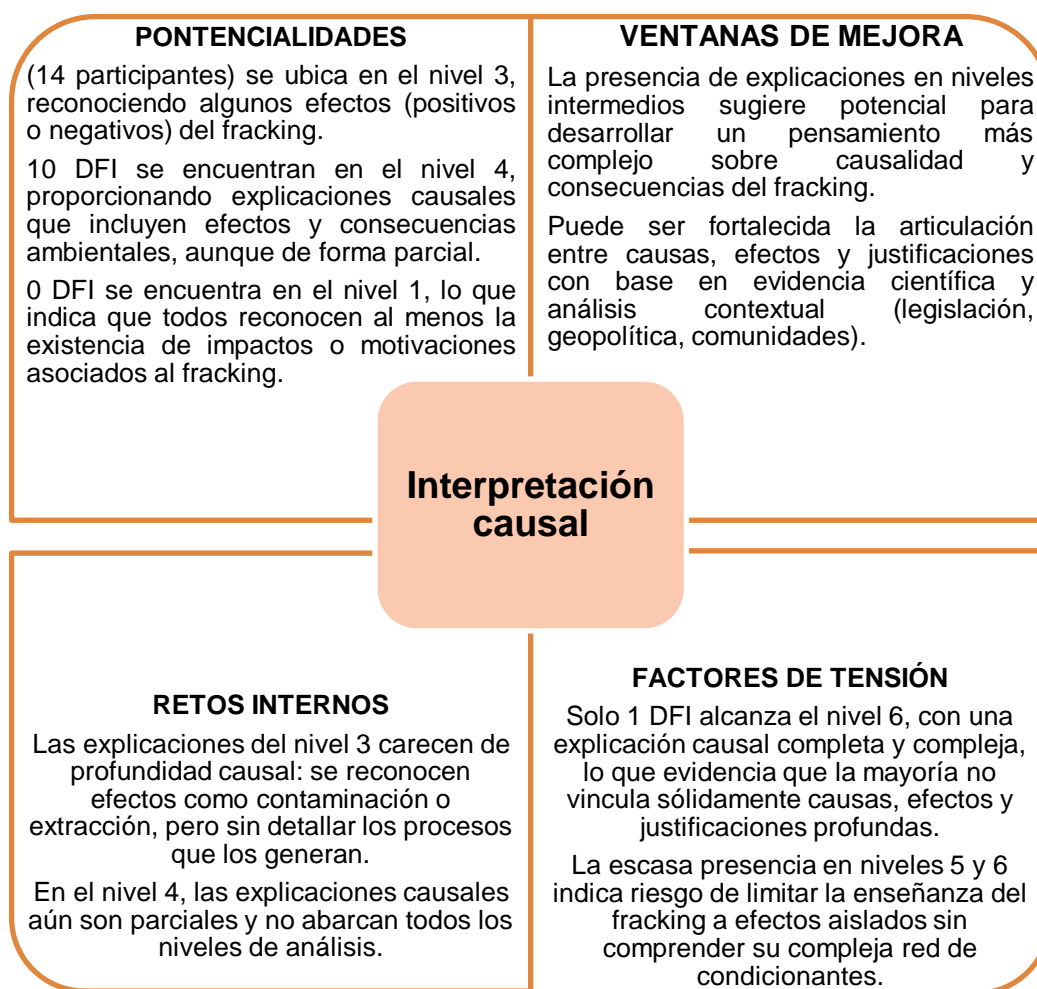 PONTENCIALIDADES
(14 participantes) se ubica en el nivel 3,
reconociendo algunos efectos (positivos
o negativos) del fracking.
10 DFI se encuentran en el nivel 4,
proporcionando explicaciones causales
que incluyen efectos y consecuencias
ambientales, aunque de forma parcial.
0 DFI se encuentra en el nivel 1, lo que
indica que todos reconocen al menos la
existencia de impactos o motivaciones
asociados al fracking.
VENTANAS DE MEJORA
La presencia de explicaciones en niveles
intermedios sugiere potencial para
desarrollar un pensamiento más
complejo sobre causalidad y
consecuencias del fracking.
Puede ser fortalecida la articulación
entre causas, efectos y justificaciones
con base en evidencia científica y
análisis contextual (legislación,
geopolítica, comunidades).
Interpretación
causal
RETOS INTERNOS
Las explicaciones del nivel 3 carecen de
profundidad causal: se reconocen
efectos como contaminación o
extracción, pero sin detallar los procesos
que los generan.
En el nivel 4, las explicaciones causales
aún son parciales y no abarcan todos los
niveles de análisis.
FACTORES DE TENSIÓN
Solo 1 DFI alcanza el nivel 6, con una
explicación causal completa y compleja,
lo que evidencia que la mayoría no
vincula sólidamente causas, efectos y
justificaciones profundas.
La escasa presencia en niveles 5 y 6
indica riesgo de limitar la enseñanza del
fracking a efectos aislados sin
comprender su compleja red de
condicionantes.